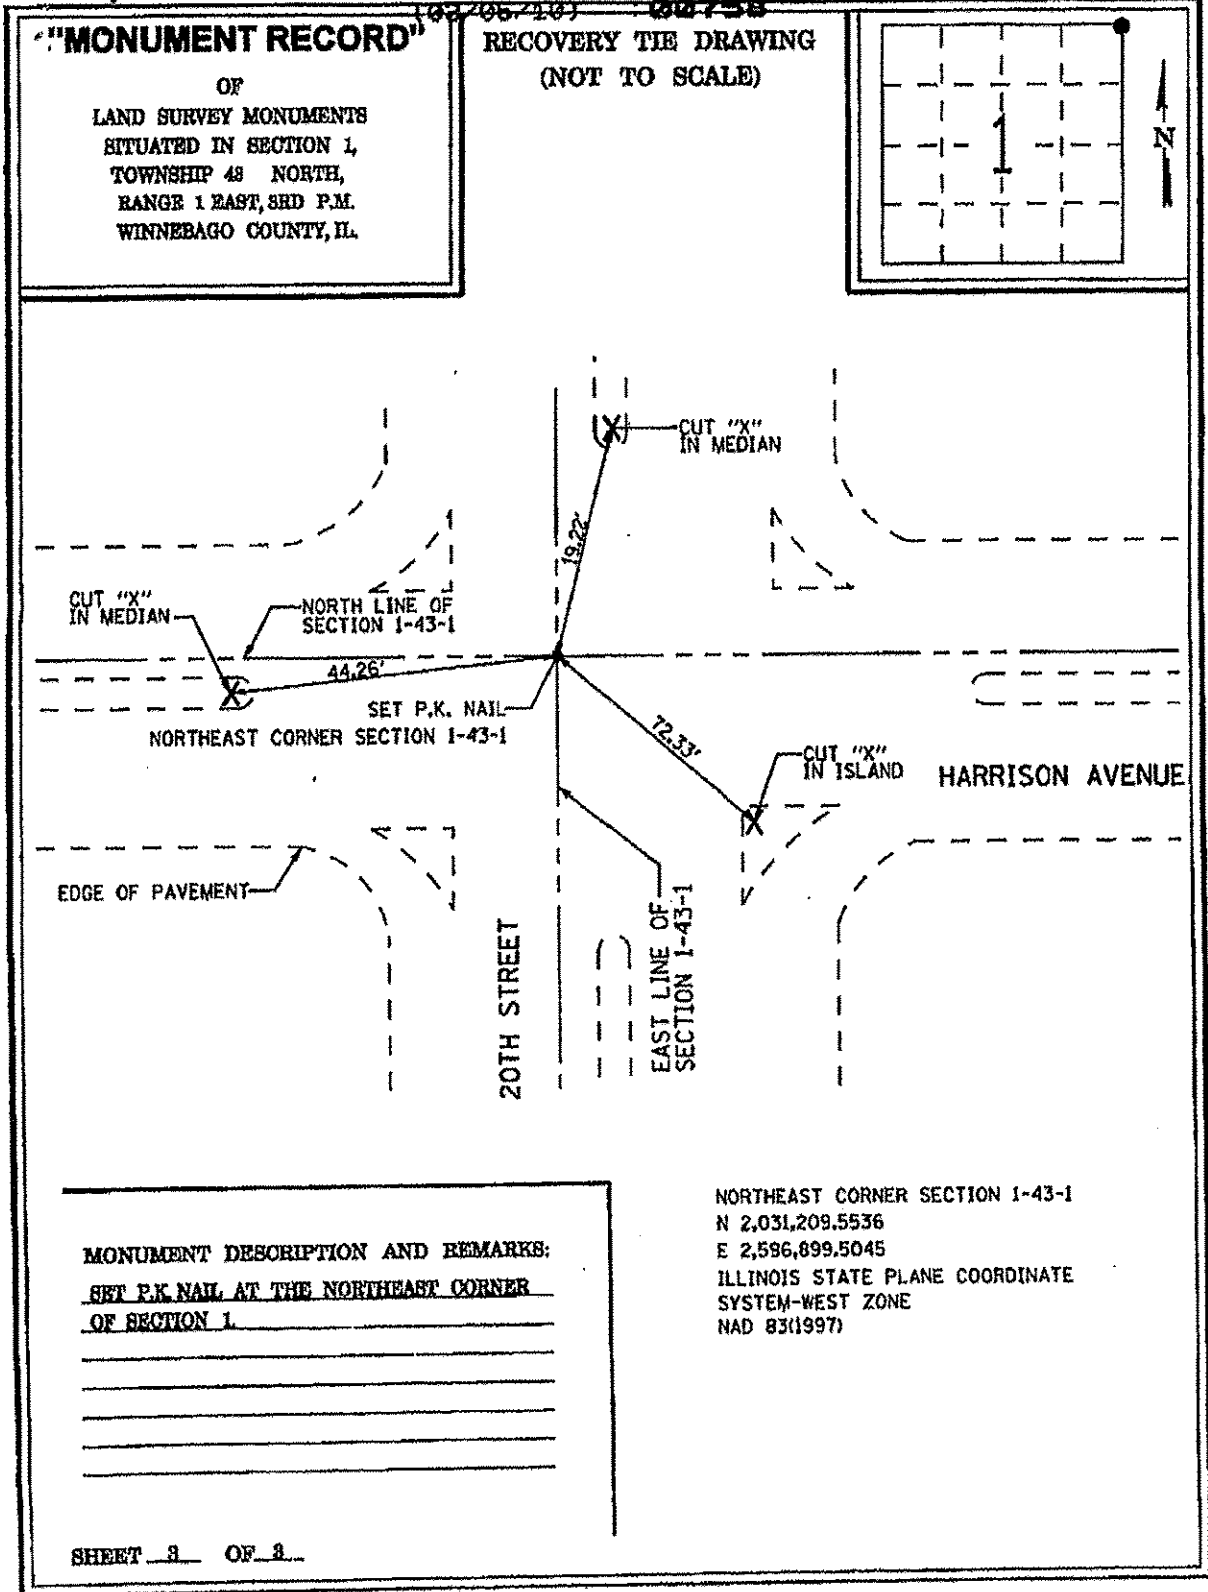 "MONUMENT RECORD"
OF
LAND SURVEY MONUMENTS
SITUATED IN SECTION 1,
TOWNSHIP 43 NORTH,
RANGE 1 EAST, 3RD P.M.
WINNEBAGO COUNTY, IL.
RECOVERY TIE DRAWING
(NOT TO SCALE)
1
N
CUT "X"
IN MEDIAN
19.22'
CUT "X"
IN MEDIAN
NORTH LINE OF
SECTION 1-43-1
44.26'
SET P.K. NAIL
NORTHEAST CORNER SECTION 1-43-1
72.33'
CUT "X"
IN ISLAND
HARRISON AVENUE
EDGE OF PAVEMENT
20TH STREET
EAST LINE OF
SECTION 1-43-1
NORTHEAST CORNER SECTION 1-43-1
N 2,031,209.5536
E 2,596,899.5045
ILLINOIS STATE PLANE COORDINATE
SYSTEM-WEST ZONE
NAD 83(1997)
MONUMENT DESCRIPTION AND REMARKS:
SET P.K. NAIL AT THE NORTHEAST CORNER
OF SECTION 1.
SHEET 3 OF 3